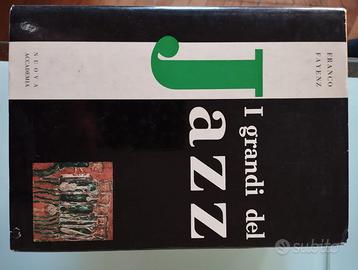 FRANCO
FAYENZ
I grandi del
Jazz
NUOVA
ACCADEMIA
subito